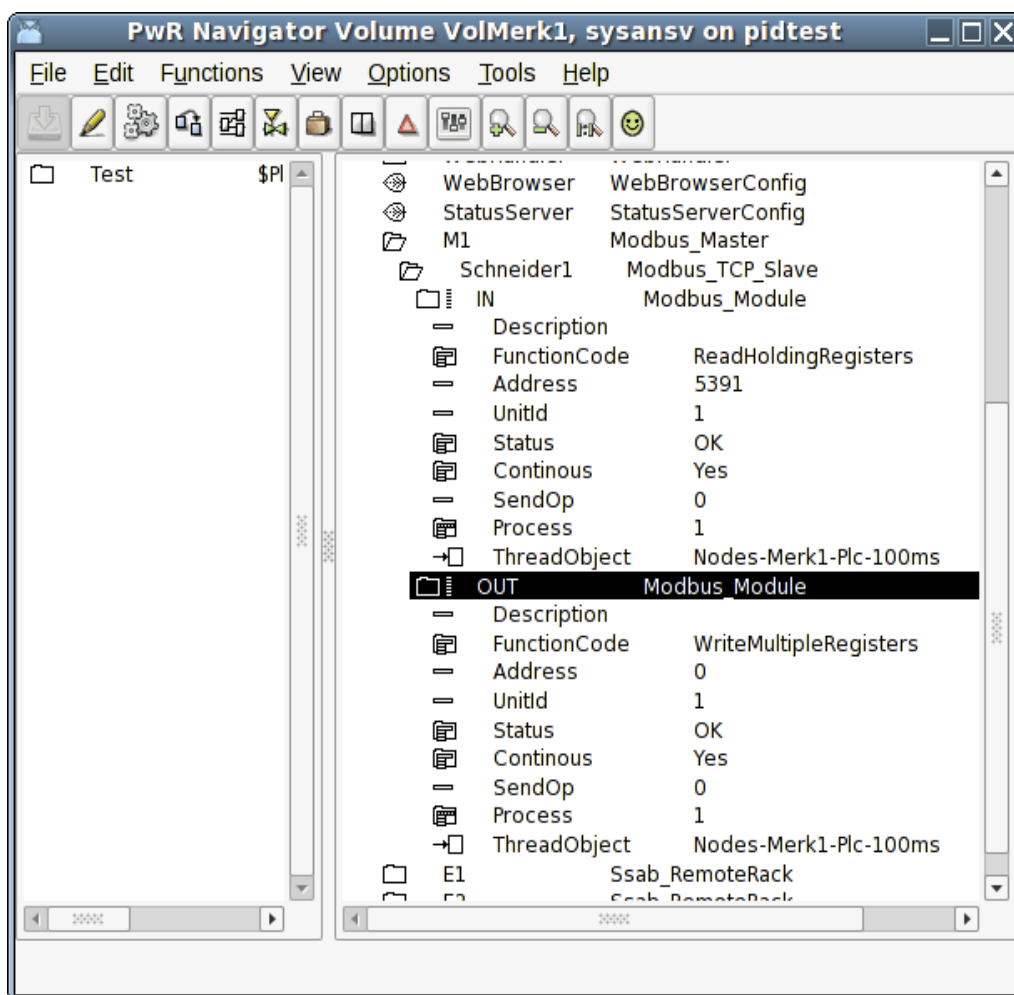 PwR Navigator Volume VolMerk1, sysansv on pidtest
File Edit Functions View Options Tools Help
Test $Pl
WebBrowser WebBrowserConfig
StatusServer StatusServerConfig
M1 Modbus_Master
Schneider1 Modbus_TCP_Slave
IN Modbus_Module
Description
FunctionCode ReadHoldingRegisters
Address 5391
UnitId 1
Status OK
Continous Yes
SendOp 0
Process 1
ThreadObject Nodes-Merk1-Plc-100ms
OUT Modbus_Module
Description
FunctionCode WriteMultipleRegisters
Address 0
UnitId 1
Status OK
Continous Yes
SendOp 0
Process 1
ThreadObject Nodes-Merk1-Plc-100ms
E1 Ssab_RemoteRack